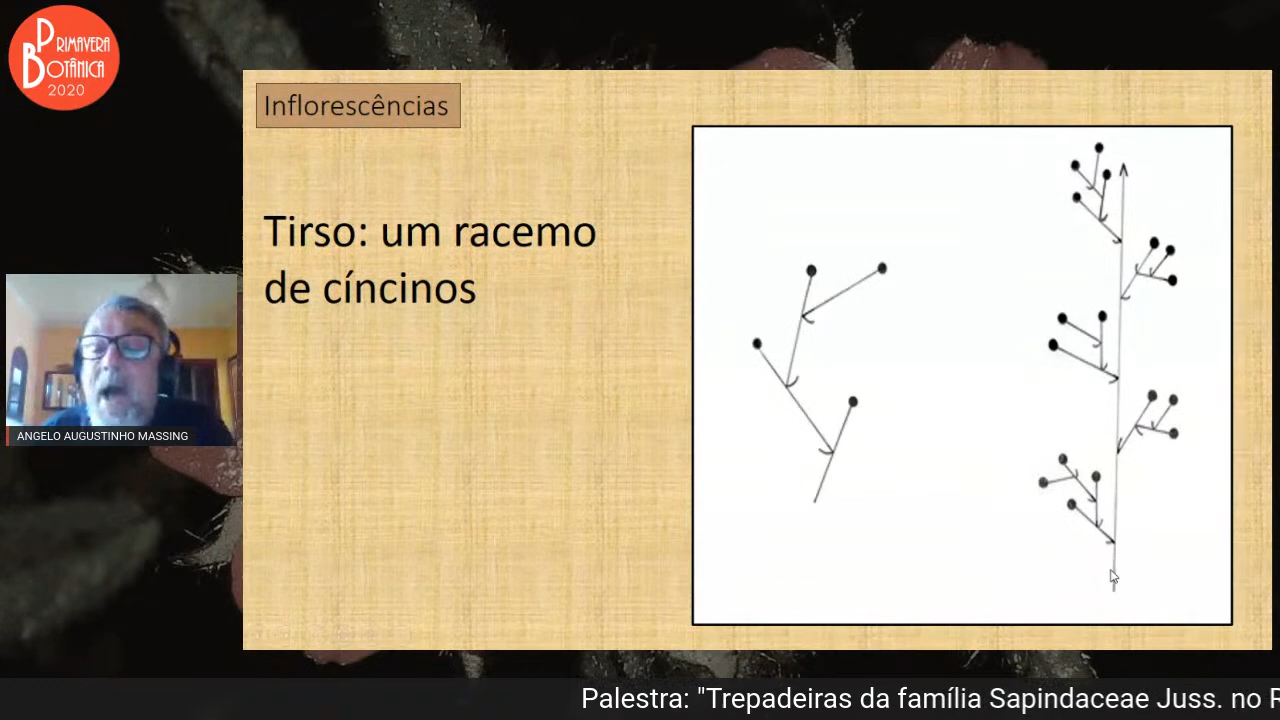 PRIMAVERA
BOTÂNICA
2020
Inflorescências
Tirso: um racemo
de cíncinos
ANGELO AUGUSTINHO MASSING
Palestra: "Trepadeiras da família Sapindaceae Juss. no